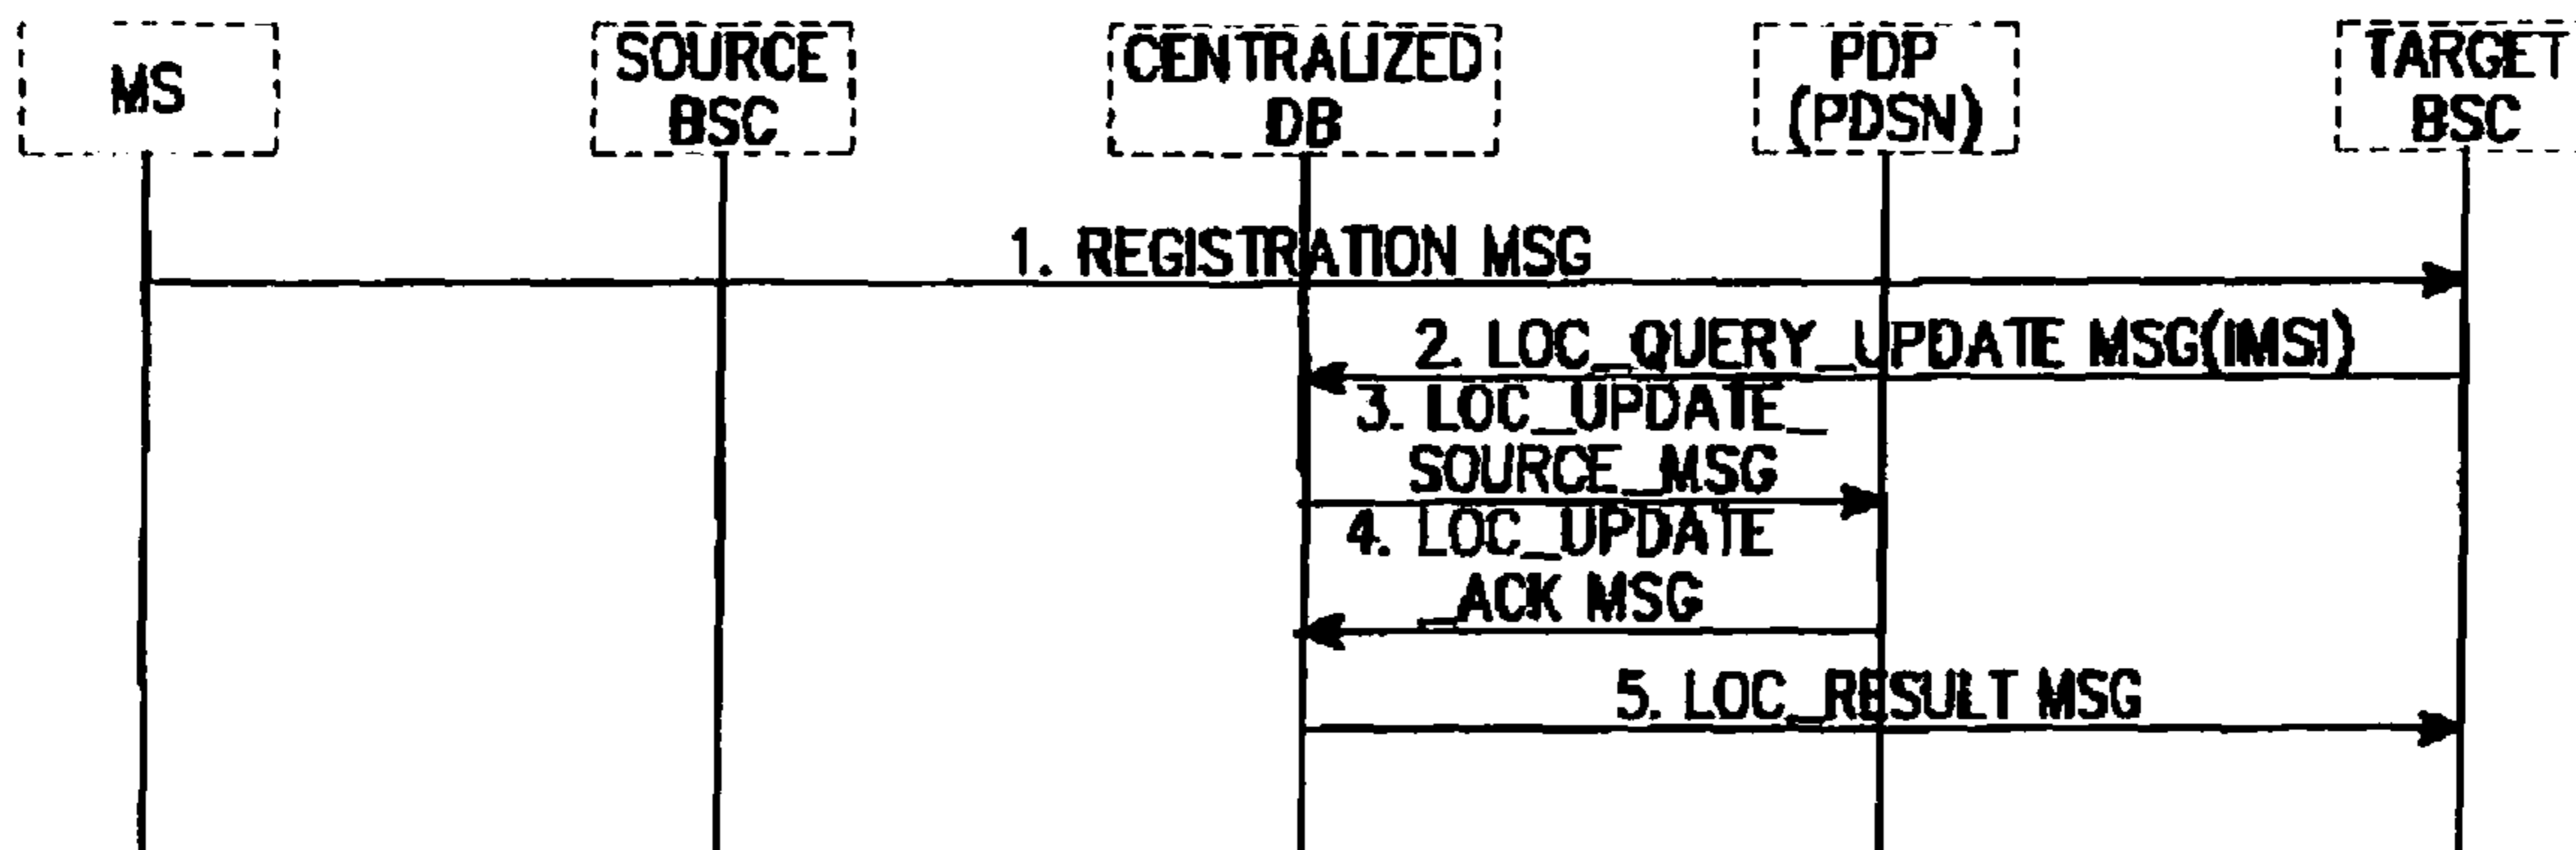 MS
SOURCE
BSC
CENTRALIZED
DB
PDP
(PDSN)
TARGET
BSC
1. REGISTRATION MSG
2. LOC_QUERY_UPDATE MSG(IMSI)
3. LOC_UPDATE_
SOURCE_MSG
4. LOC_UPDATE
_ACK MSG
5. LOC_RESULT MSG